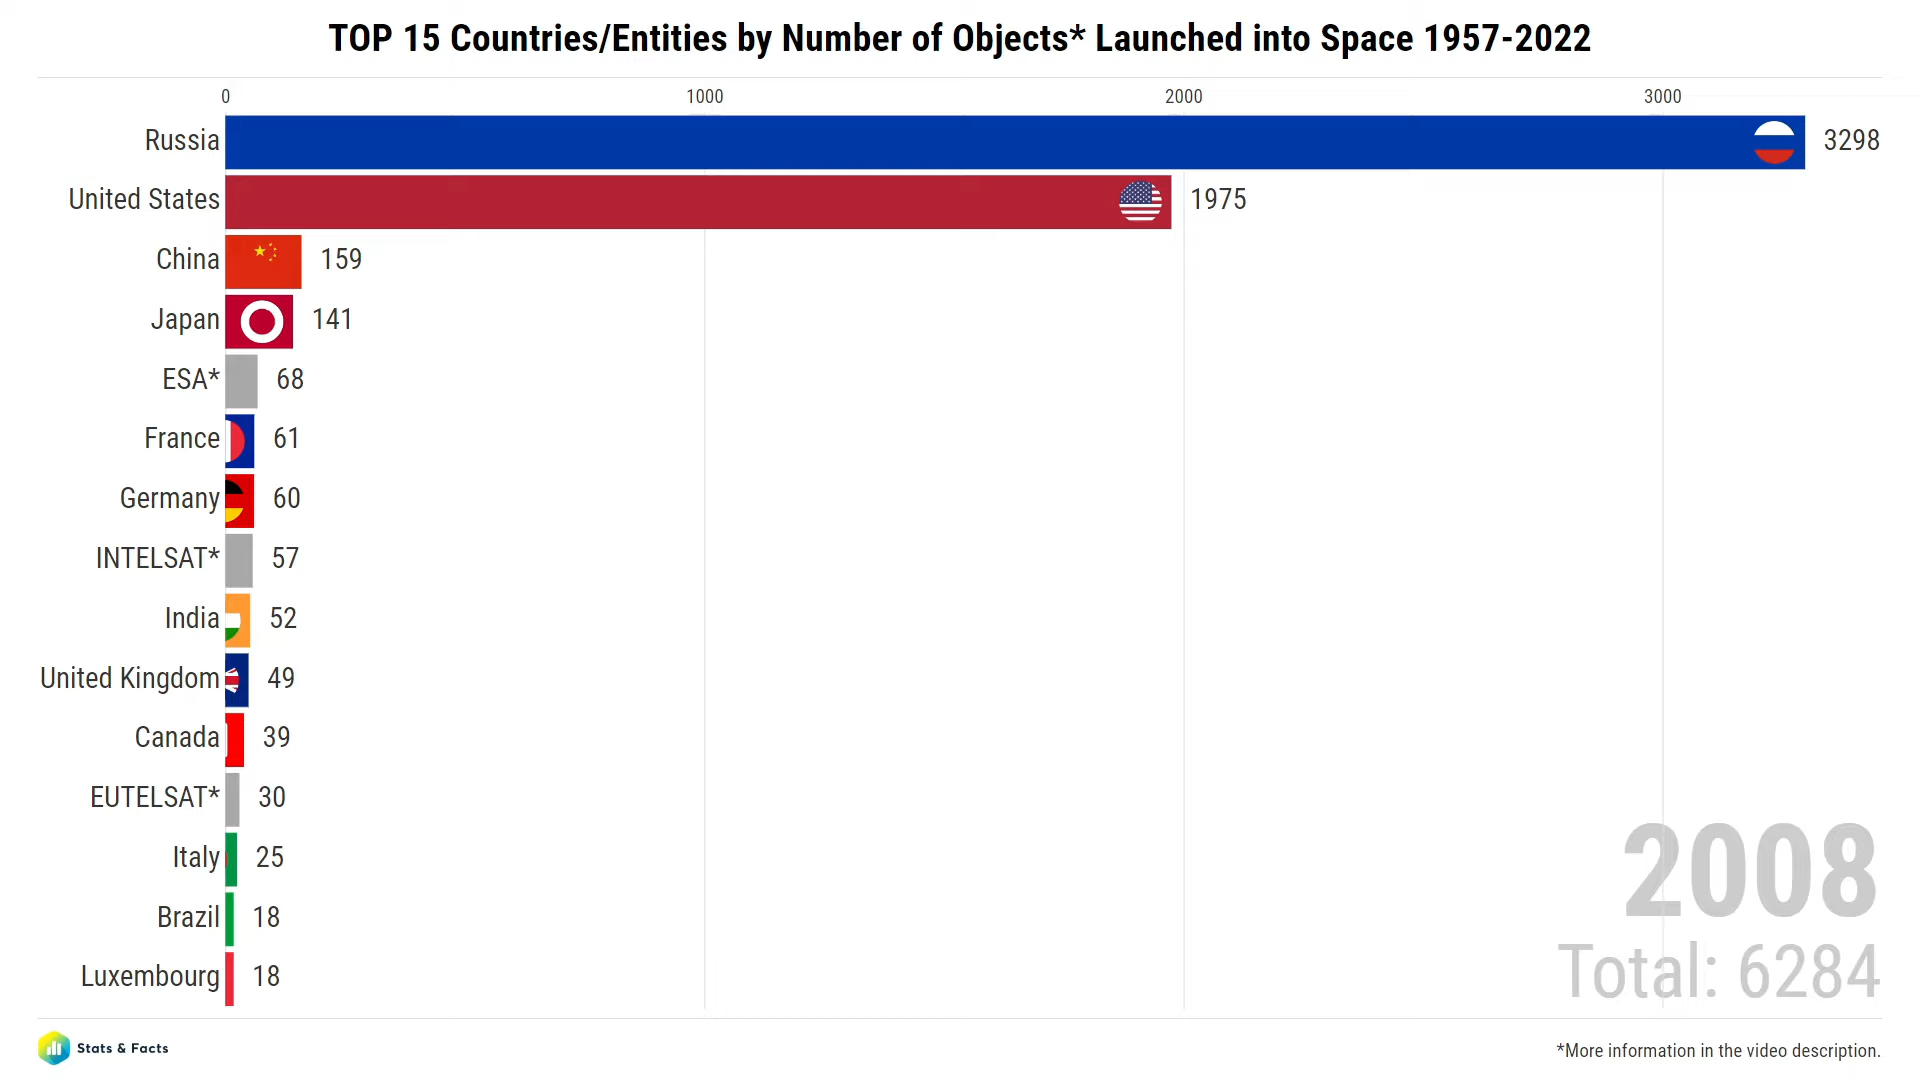 TOP 15 Countries/Entities by Number of Objects* Launched into Space 1957-2022
0 1000 2000 3000
Russia 3298
United States 1975
China 159
Japan 141
ESA* 68
France 61
Germany 60
INTELSAT* 57
India 52
United Kingdom 49
Canada 39
EUTELSAT* 30
Italy 25
Brazil 18
Luxembourg 18
2008
Total: 6284
Stats & Facts
*More information in the video description.